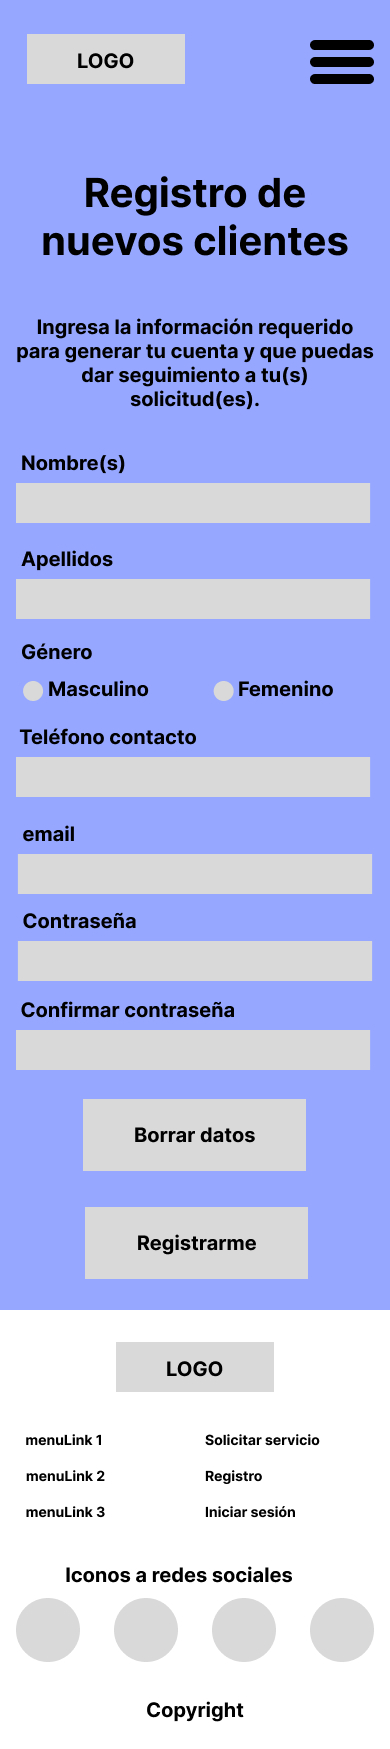 LOGO
Registro de
nuevos clientes
Ingresa la información requerido
para generar tu cuenta y que puedas
dar seguimiento a tu(s)
solicitud(es).
Nombre(s)
Apellidos
Género
Masculino Femenino
Teléfono contacto
email
Contraseña
Confirmar contraseña
Borrar datos
Registrarme
LOGO
menuLink 1 Solicitar servicio
menuLink 2 Registro
menuLink 3 Iniciar sesión
Iconos a redes sociales
Copyright